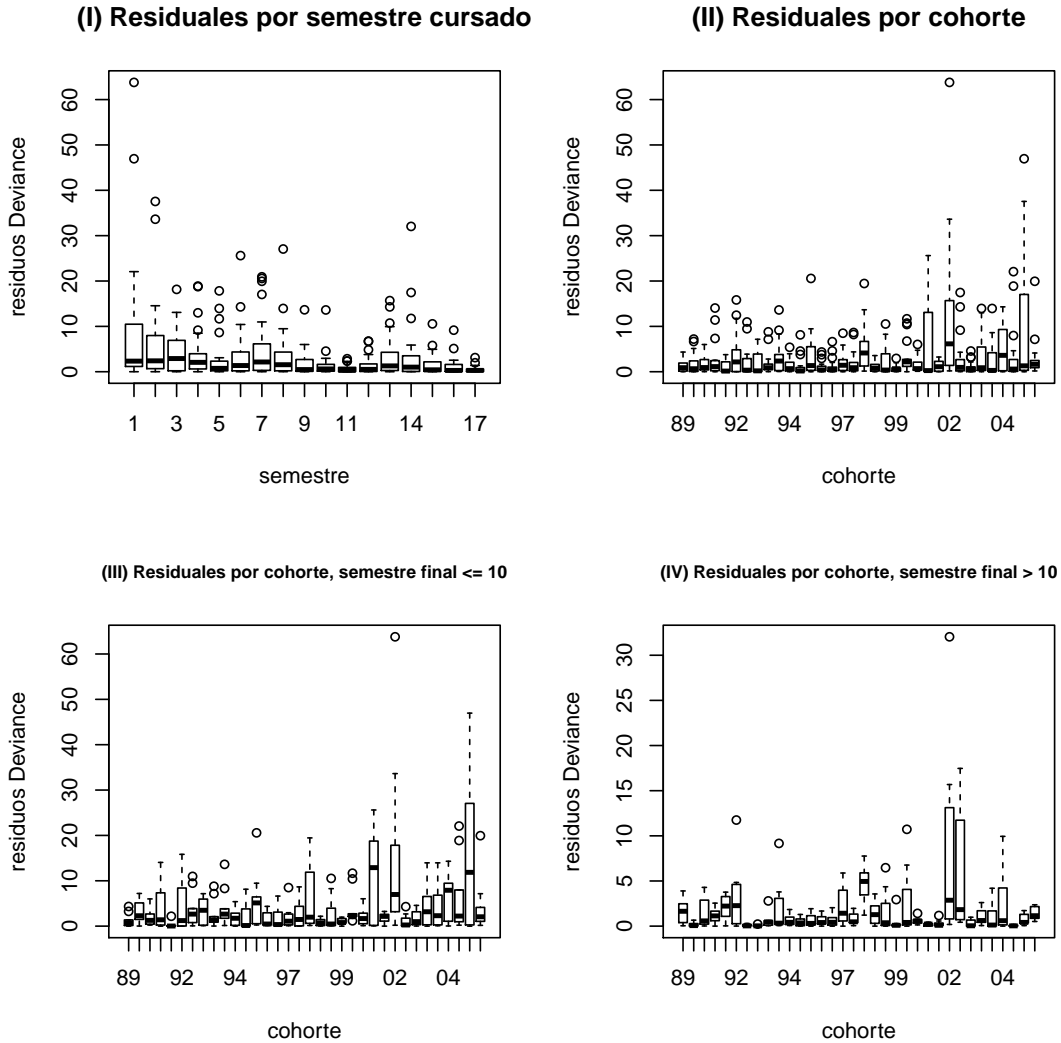 (I) Residuales por semestre cursado
residuos Deviance
0 10 20 30 40 50 60
1 3 5 7 9 11 14 17
semestre
(II) Residuales por cohorte
residuos Deviance
0 10 20 30 40 50 60
89 92 94 97 99 02 04
cohorte
(III) Residuales por cohorte, semestre final <= 10
residuos Deviance
0 10 20 30 40 50 60
89 92 94 97 99 02 04
cohorte
(IV) Residuales por cohorte, semestre final > 10
residuos Deviance
0 5 10 15 20 25 30
89 92 94 97 99 02 04
cohorte